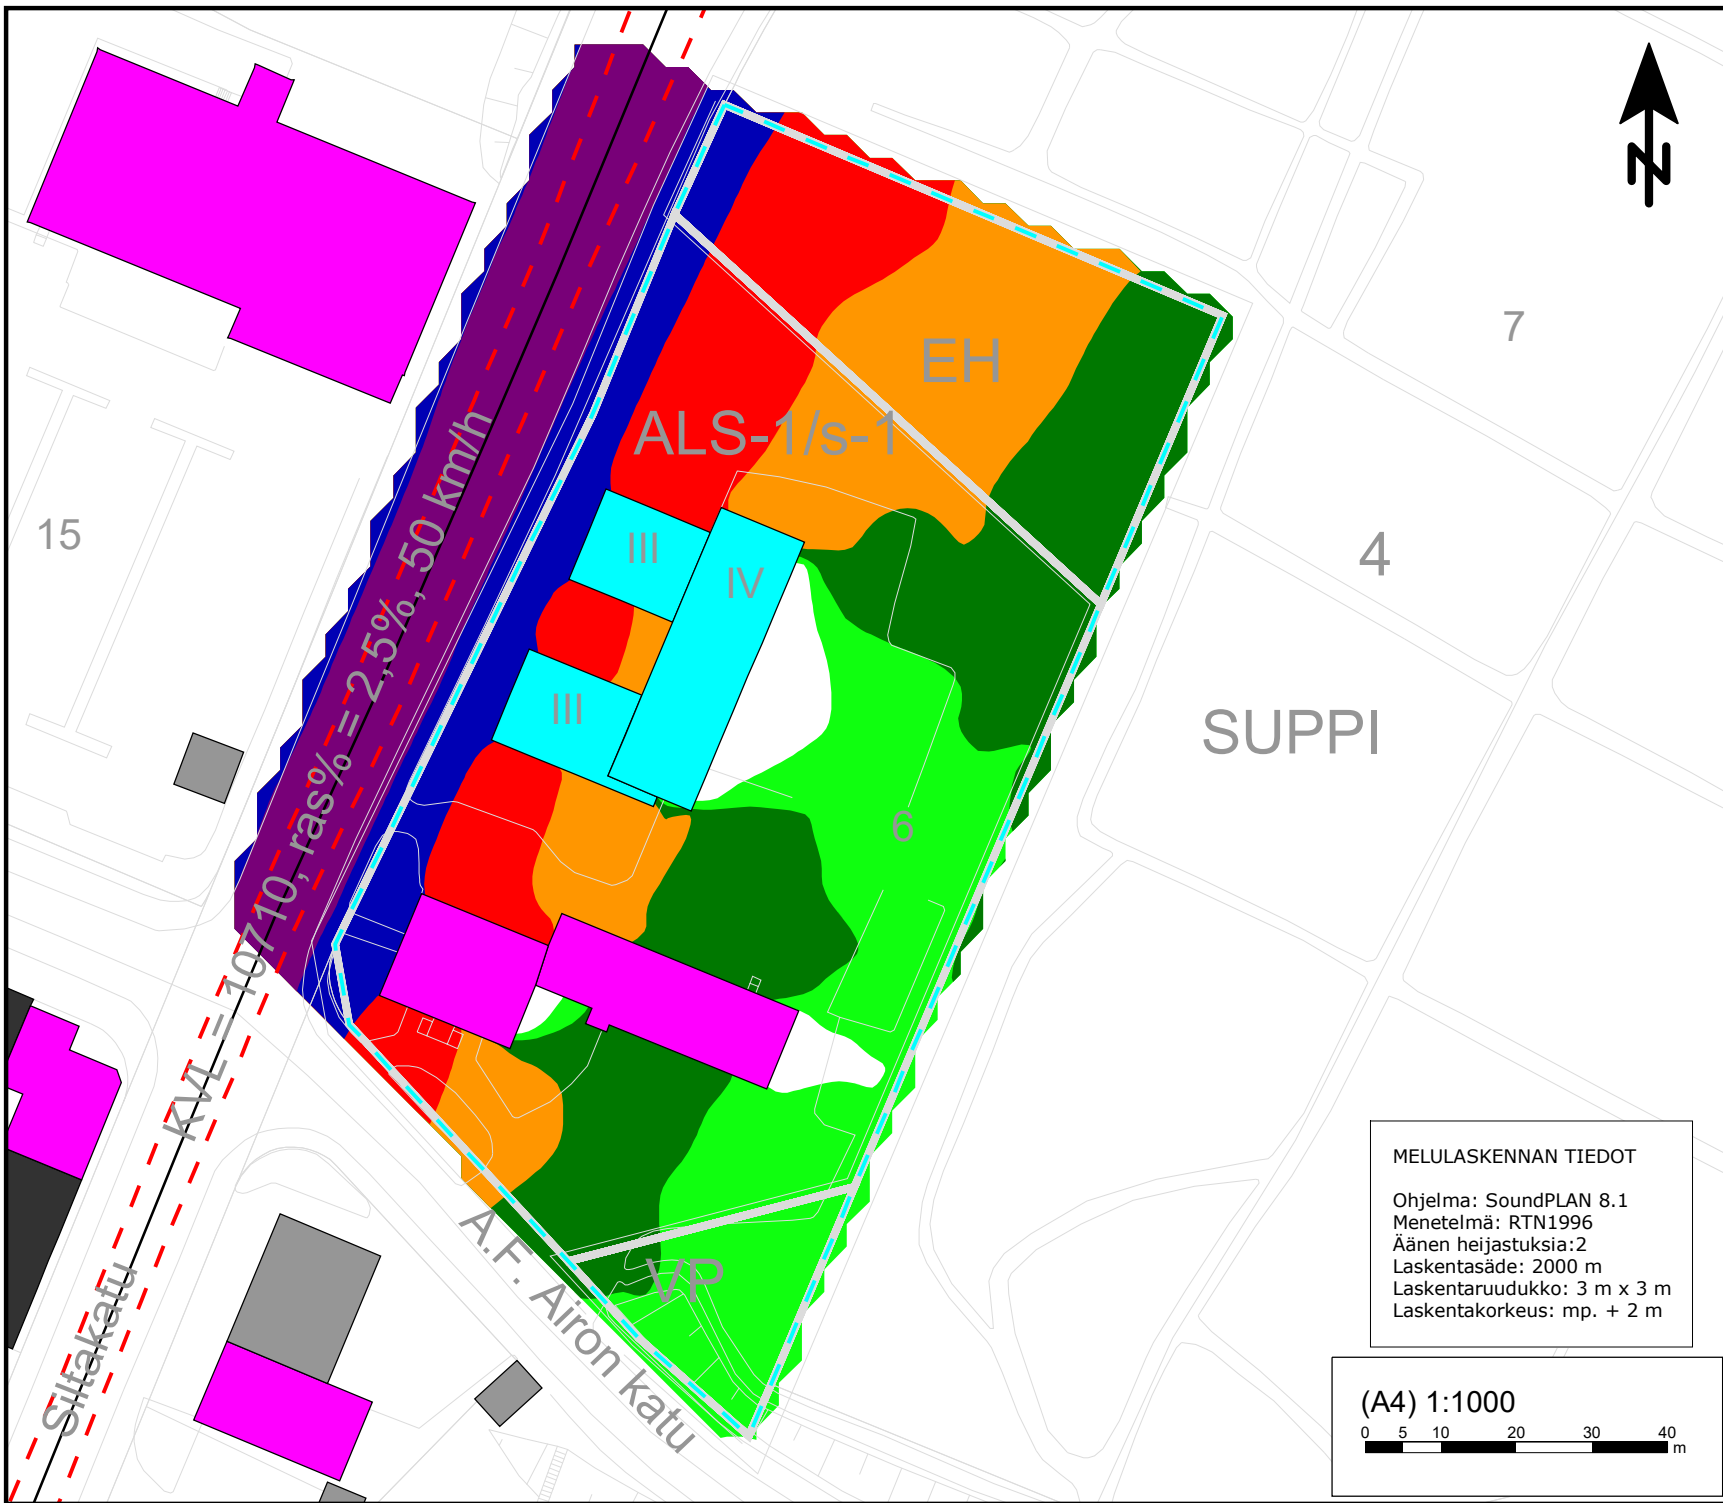 N
7
EH
ALS-1/s-1
15
III
IV
4
III
SUPPI
6
KVL = 10710, ras% = 2,5%, 50 km/h
VP
A.F. Airon katu
Siltakatu
MELULASKENNAN TIEDOT
Ohjelma: SoundPLAN 8.1
Menetelmä: RTN1996
Äänen heijastuksia:2
Laskentasäde: 2000 m
Laskentaruudukko: 3 m x 3 m
Laskentakorkeus: mp. + 2 m
(A4) 1:1000
0 5 10 20 30 40
m